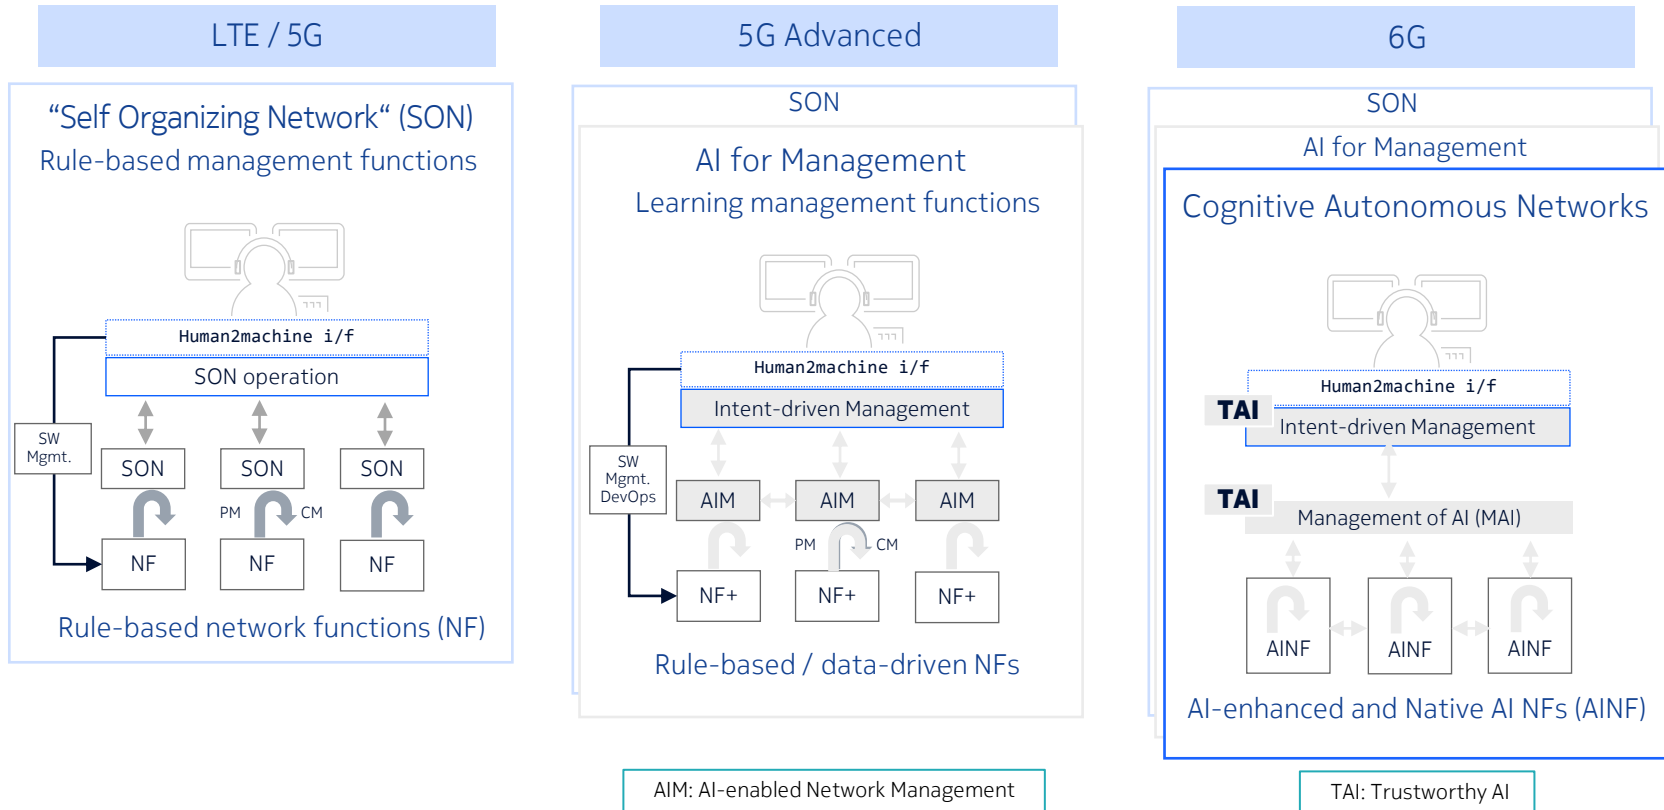 LTE / 5G
“Self Organizing Network“ (SON)
Rule-based management functions
Human2machine i/f
SON operation
SW
Mgmt.
SON
SON
SON
PM
CM
NF
NF
NF
Rule-based network functions (NF)
5G Advanced
SON
AI for Management
Learning management functions
Human2machine i/f
Intent-driven Management
SW
Mgmt.
DevOps
AIM
AIM
AIM
PM
CM
NF+
NF+
NF+
Rule-based / data-driven NFs
AIM: AI-enabled Network Management
6G
SON
AI for Management
Cognitive Autonomous Networks
Human2machine i/f
TAI
Intent-driven Management
TAI
Management of AI (MAI)
AINF
AINF
AINF
AI-enhanced and Native AI NFs (AINF)
TAI: Trustworthy AI